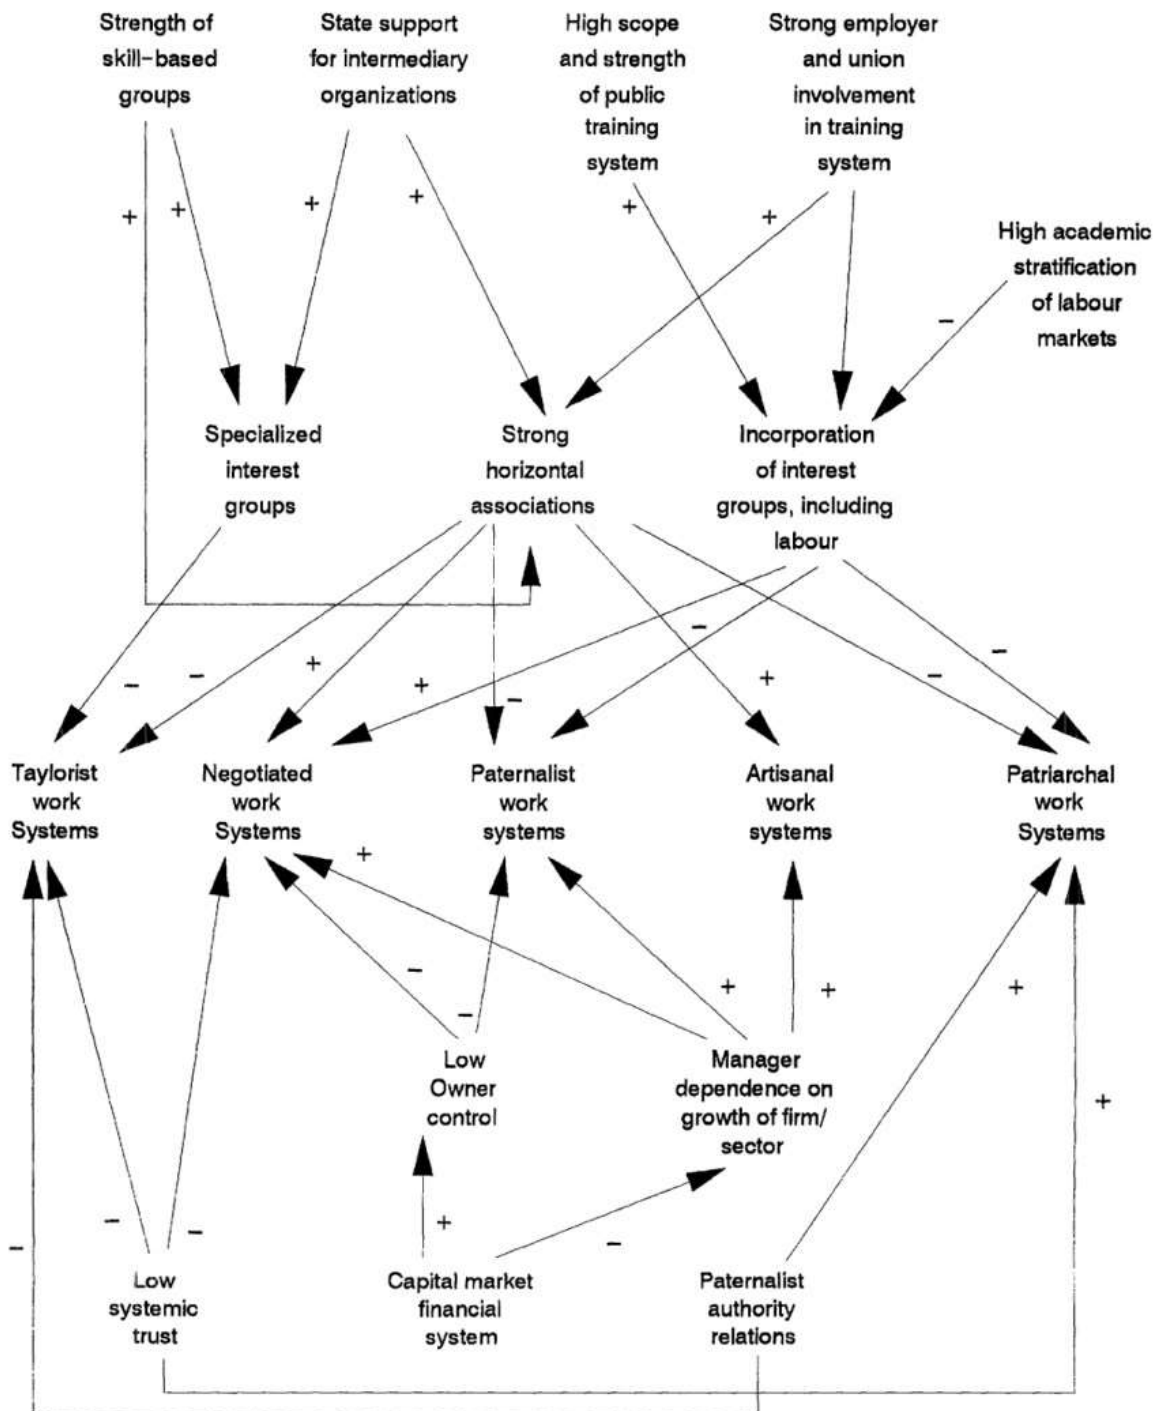 Strength of
skill-based
groups
State support
for intermediary
organizations
High scope
and strength
of public
training
system
Strong employer
and union
involvement
in training
system
High academic
stratification
of labour
markets
+
+
+
+
+
+
−
Specialized
interest
groups
Strong
horizontal
associations
Incorporation
of interest
groups, including
labour
−
−
+
+
−
−
+
−
−
Taylorist
work
Systems
Negotiated
work
Systems
Paternalist
work
systems
Artisanal
work
systems
Patriarchal
work
Systems
+
−
−
+
+
+
+
Low
Owner
control
Manager
dependence on
growth of firm/
sector
−
−
−
+
−
Low
systemic
trust
Capital market
financial
system
Paternalist
authority
relations